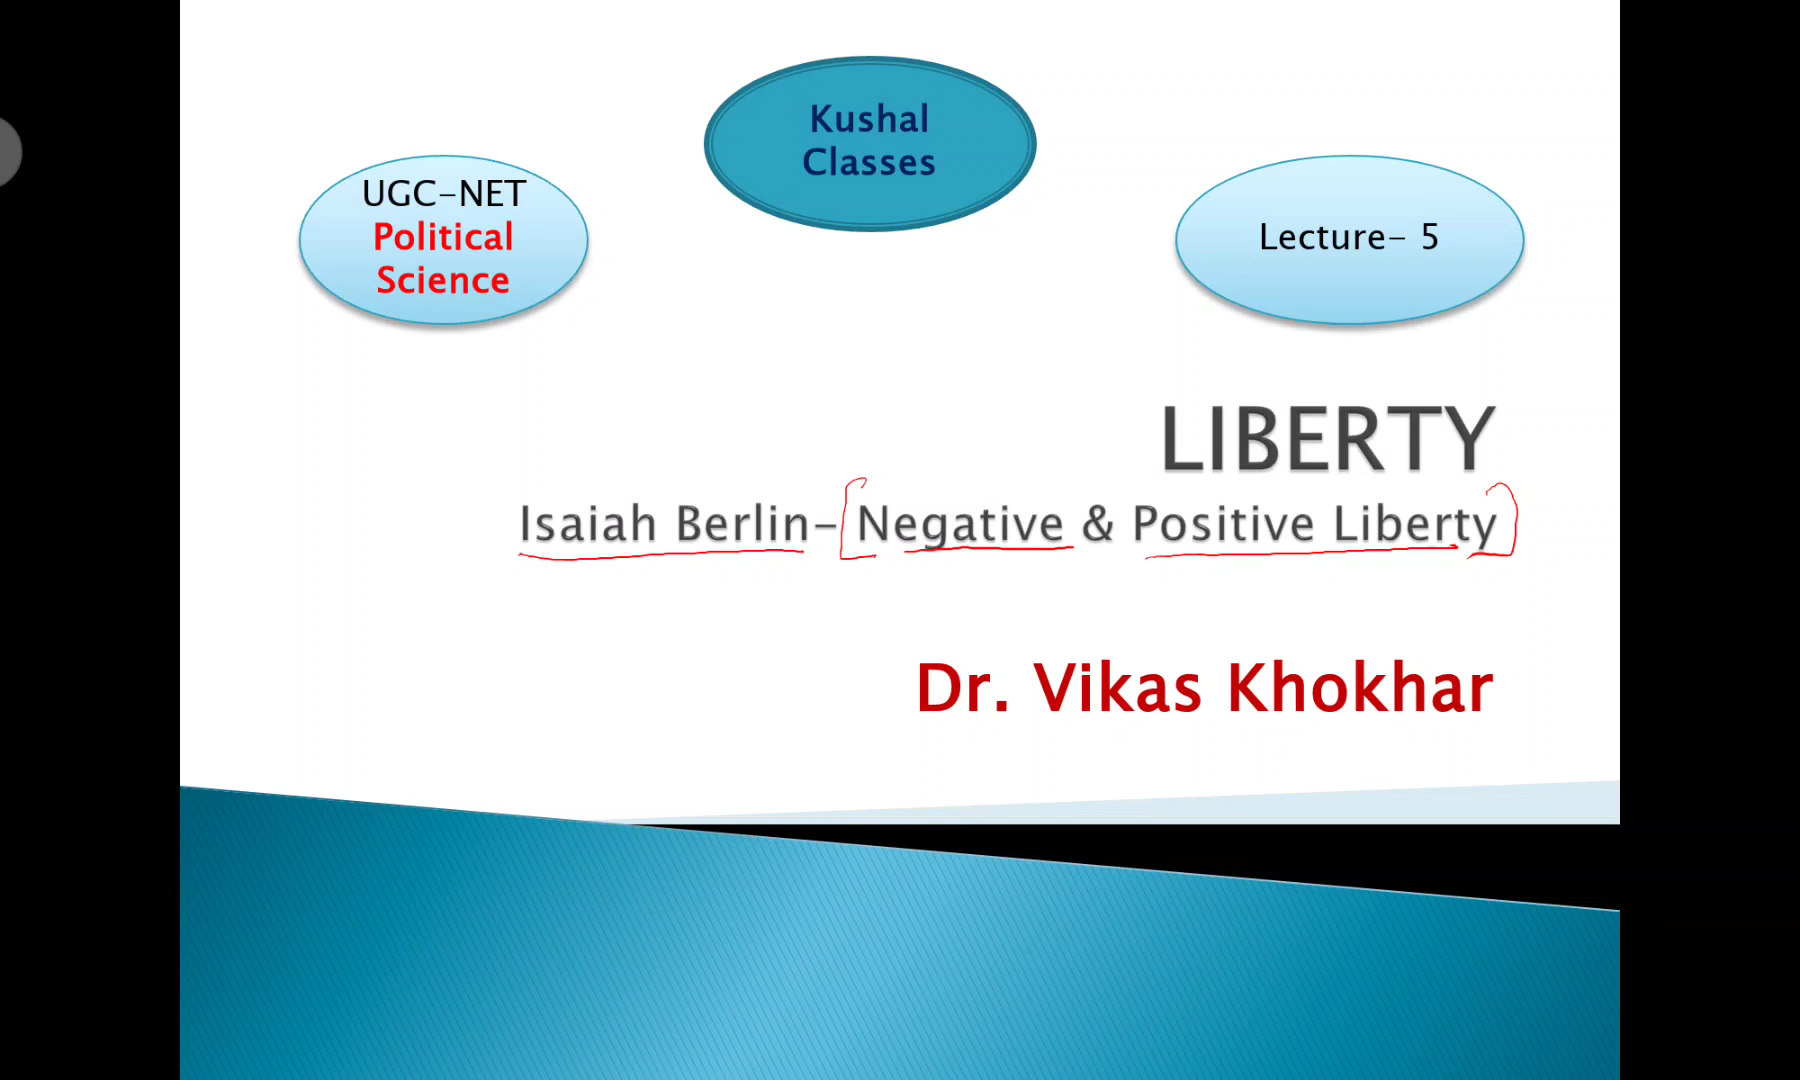 Kushal
Classes
UGC-NET
Political
Science
Lecture- 5
LIBERTY
Isaiah Berlin- Negative & Positive Liberty
Dr. Vikas Khokhar